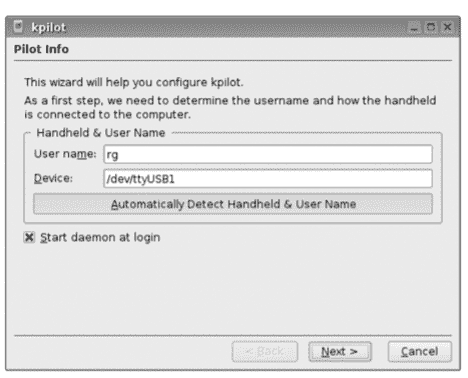 kpilot
Pilot Info
This wizard will help you configure kpilot.
As a first step, we need to determine the username and how the handheld
is connected to the computer.
Handheld & User Name
User name: rg
Device: /dev/ttyUSB1
Automatically Detect Handheld & User Name
Start daemon at login
< Back Next > Cancel